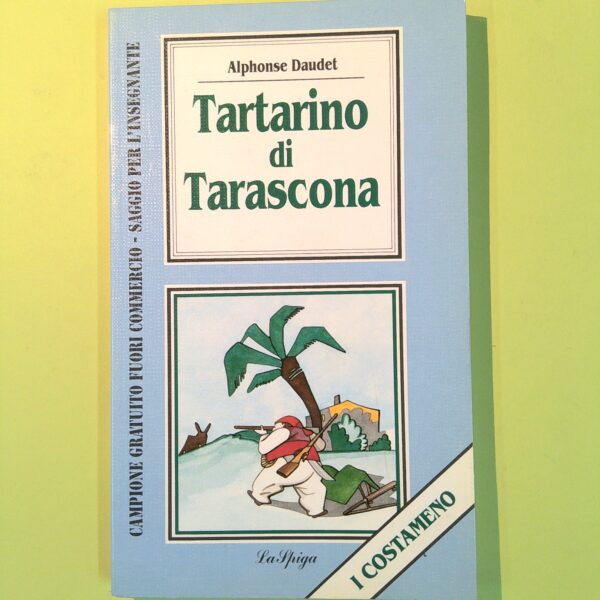 Alphonse Daudet
Tartarino
di
Tarascona
CAMPIONE GRATUITO FUORI COMMERCIO - SAGGIO PER L'INSEGNANTE
I COSTAMENO
La Spiga